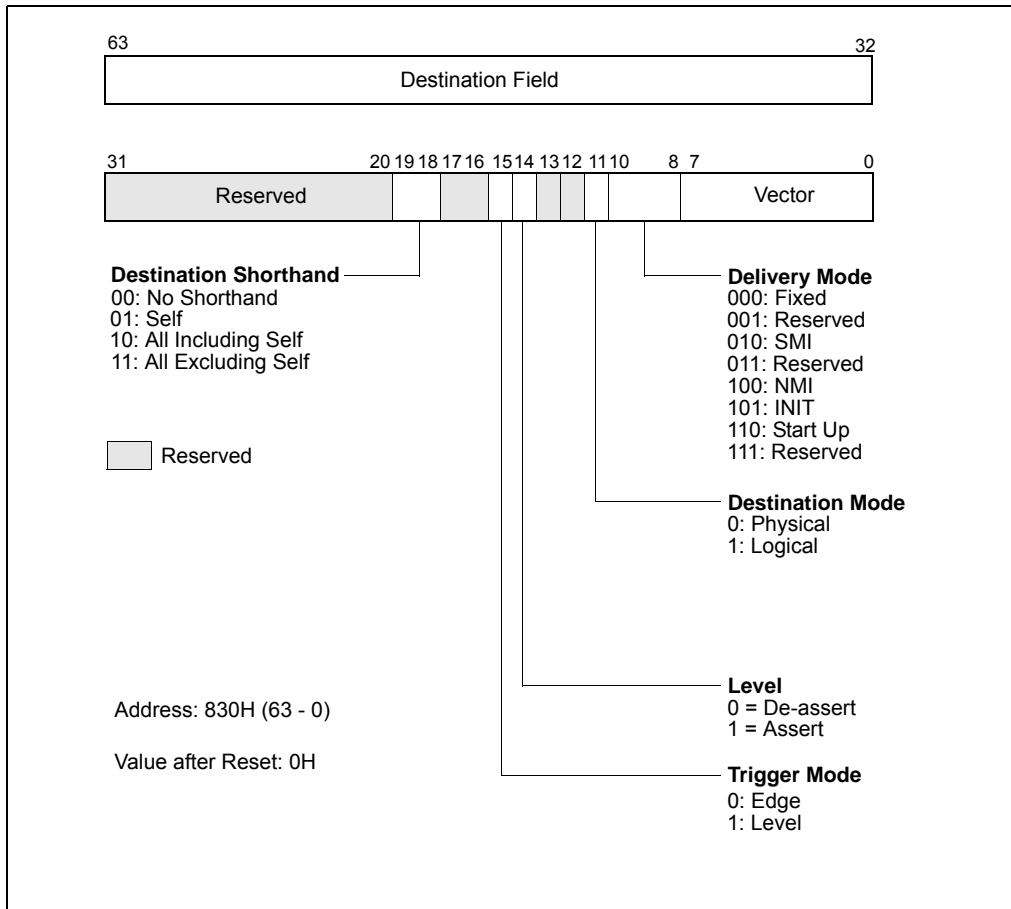 63 32
Destination Field
31 20 19 18 17 16 15 14 13 12 11 10 8 7 0
Reserved Vector
Destination Shorthand
00: No Shorthand
01: Self
10: All Including Self
11: All Excluding Self
Reserved
Delivery Mode
000: Fixed
001: Reserved
010: SMI
011: Reserved
100: NMI
101: INIT
110: Start Up
111: Reserved
Destination Mode
0: Physical
1: Logical
Level
0 = De-assert
1 = Assert
Address: 830H (63 - 0)
Value after Reset: 0H
Trigger Mode
0: Edge
1: Level